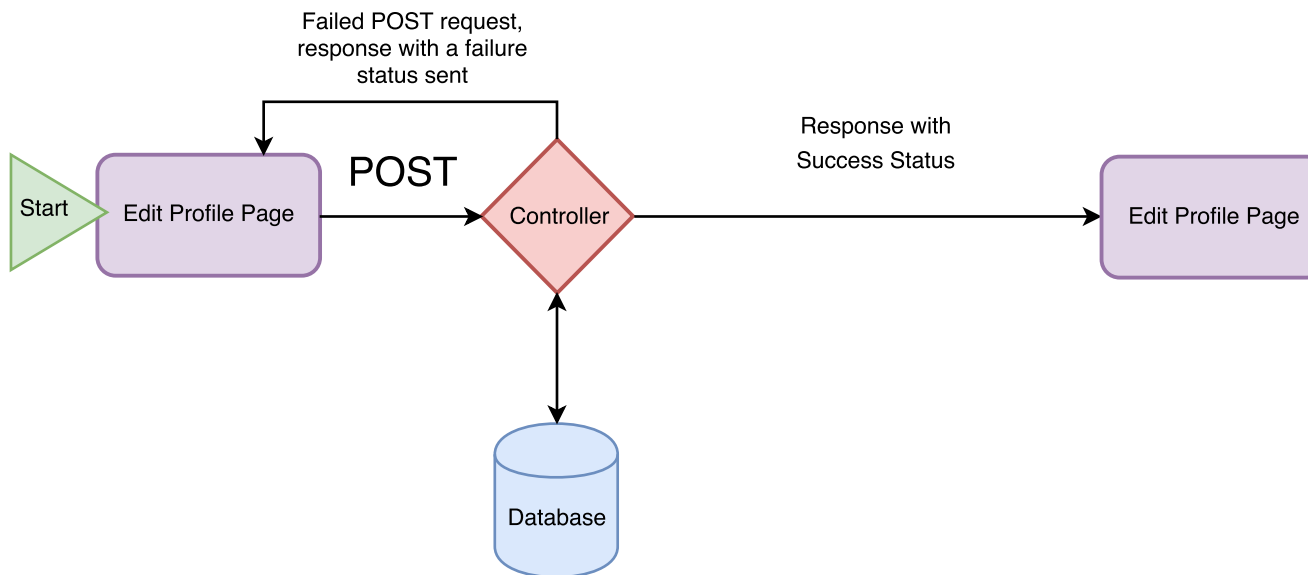 Failed POST request,
response with a failure
status sent
Response with
Success Status
POST
Start
Edit Profile Page
Controller
Edit Profile Page
Database